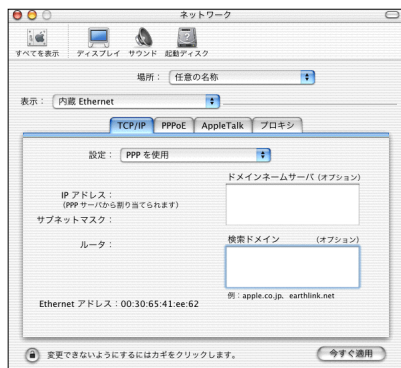 ネットワーク
すべてを表示 ディスプレイ サウンド 起動ディスク
場所： 任意の名称
表示： 内蔵 Ethernet
TCP/IP PPPoE AppleTalk プロキシ
設定： PPP を使用
ドメインネームサーバ (オプション)
IP アドレス：
(PPP サーバから割り当てられます)
サブネットマスク：
ルータ：
検索ドメイン (オプション)
例：apple.co.jp, earthlink.net
Ethernet アドレス：00:30:65:41:ee:62
変更できないようにするにはカギをクリックします。
今すぐ適用